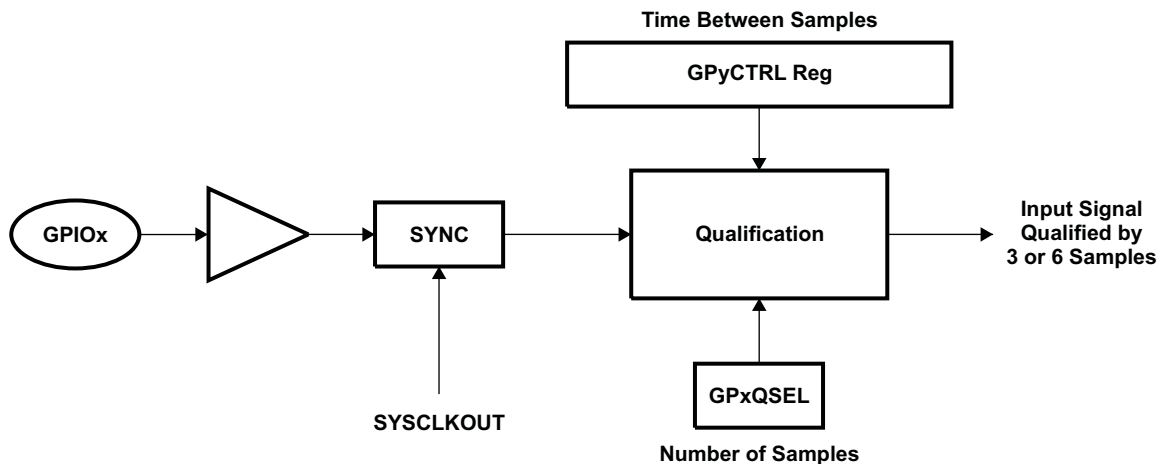 Time Between Samples
GPyCTRL Reg
GPIOx
SYNC
Qualification
Input Signal
Qualified by
3 or 6 Samples
GPxQSEL
SYSCLKOUT
Number of Samples